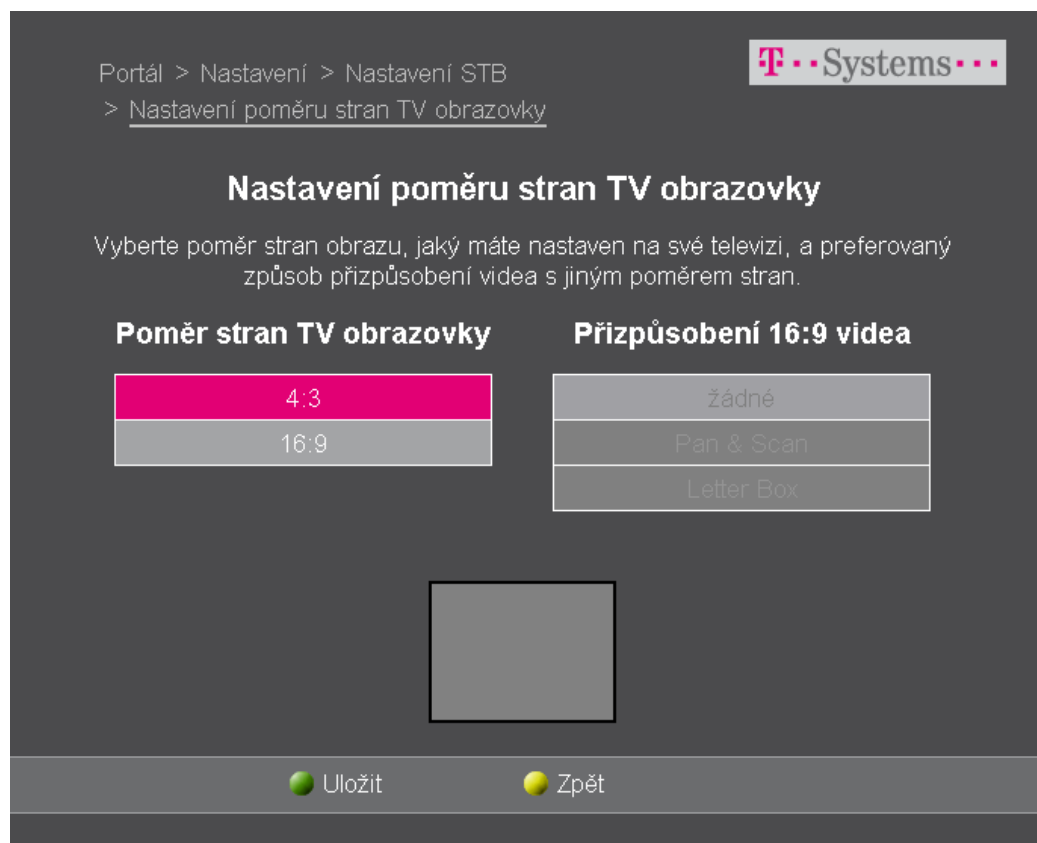 Portál > Nastavení > Nastavení STB
> Nastavení poměru stran TV obrazovky
T··Systems···
Nastavení poměru stran TV obrazovky
Vyberte poměr stran obrazu, jaký máte nastaven na své televizi, a preferovaný
způsob přizpůsobení videa s jiným poměrem stran.
Poměr stran TV obrazovky
4:3
16:9
Přizpůsobení 16:9 videa
žádné
Pan & Scan
Letter Box
Uložit
Zpět